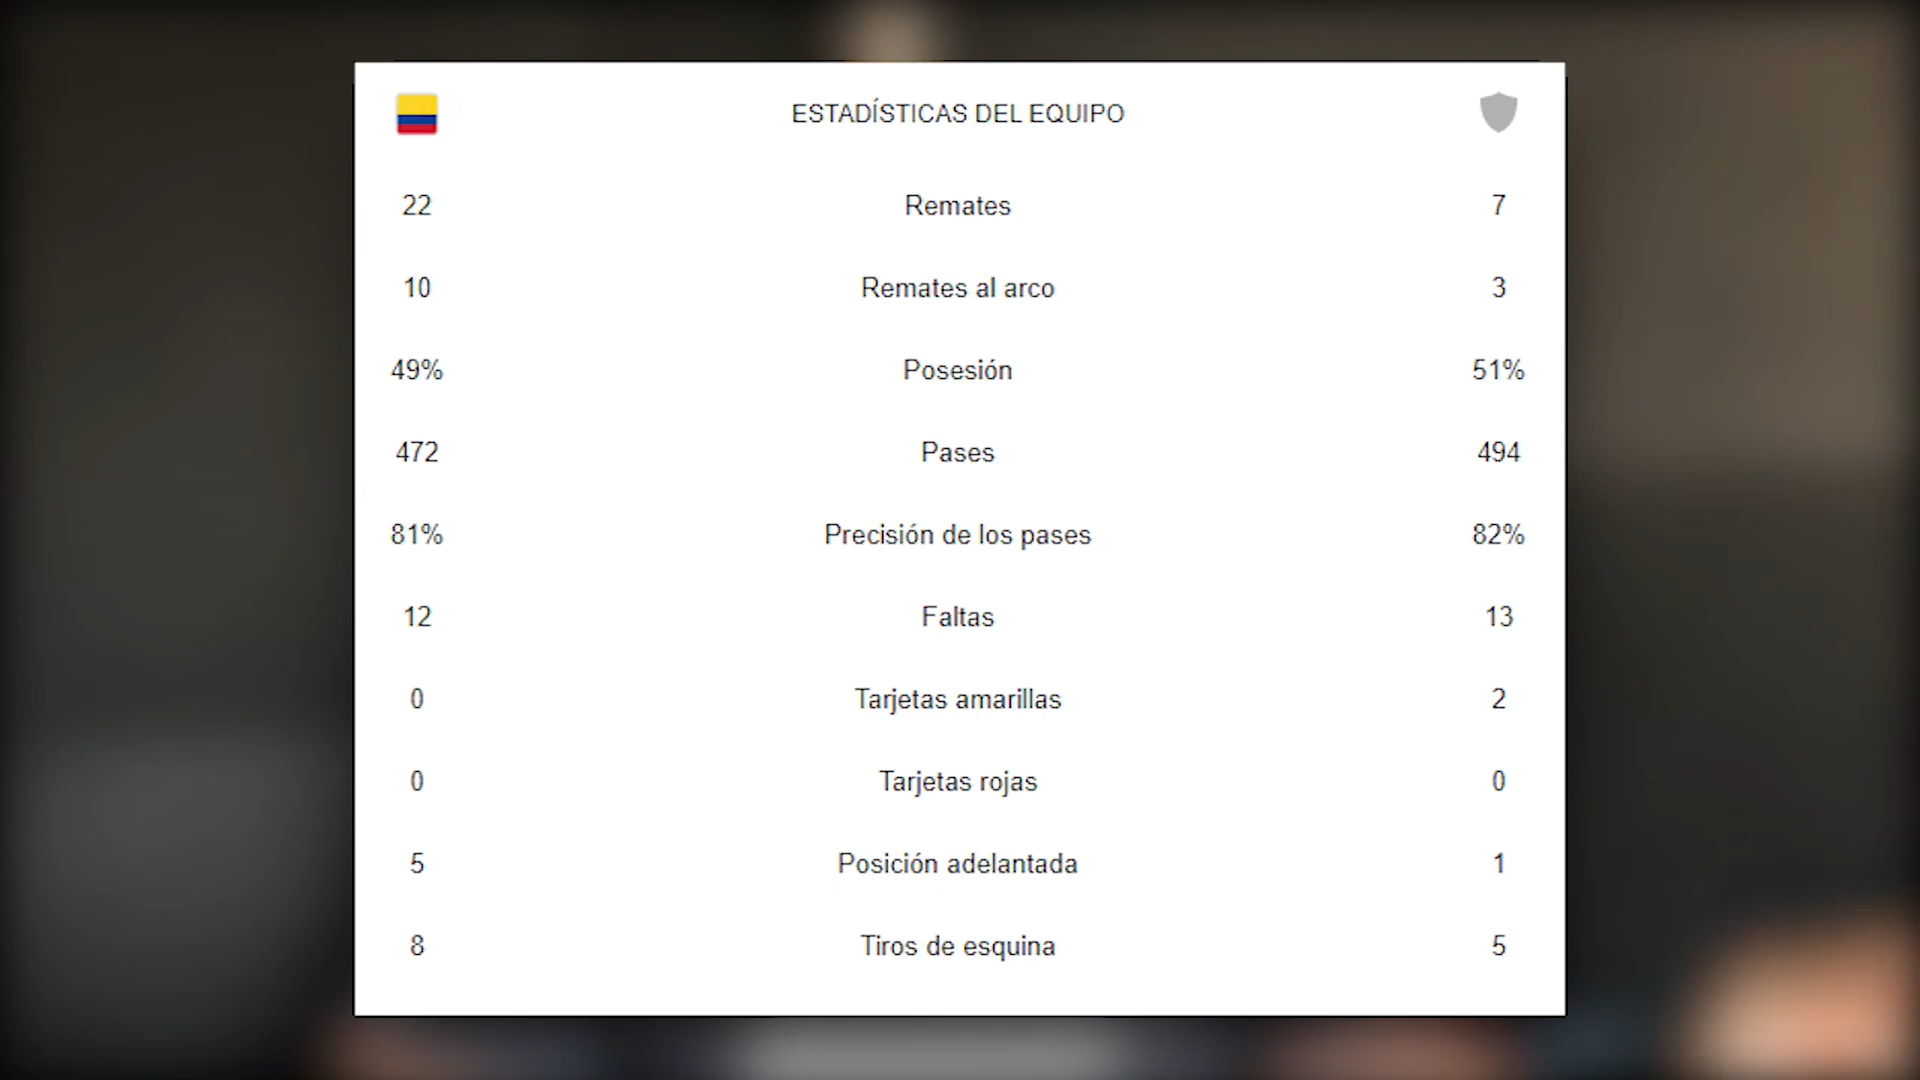 ESTADÍSTICAS DEL EQUIPO
22 Remates 7
10 Remates al arco 3
49% Posesión 51%
472 Pases 494
81% Precisión de los pases 82%
12 Faltas 13
0 Tarjetas amarillas 2
0 Tarjetas rojas 0
5 Posición adelantada 1
8 Tiros de esquina 5